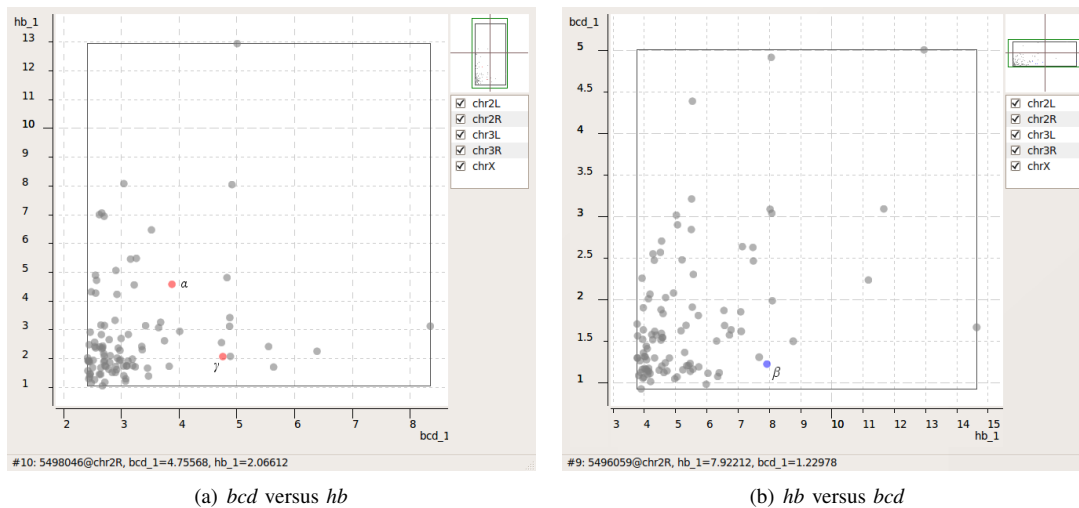 hb_1
13
12
11
10
9
8
7
6
5
4
3
2
1
α
γ
2 3 4 5 6 7 8
bcd_1
chr2L
chr2R
chr3L
chr3R
chrX
#10: 5498046@chr2R, bcd_1=4.75568, hb_1=2.06612
(a) bcd versus hb
bcd_1
5
4.5
4
3.5
3
2.5
2
1.5
1
β
3 4 5 6 7 8 9 10 11 12 13 14 15
hb_1
chr2L
chr2R
chr3L
chr3R
chrX
#9: 5496059@chr2R, hb_1=7.92212, bcd_1=1.22978
(b) hb versus bcd